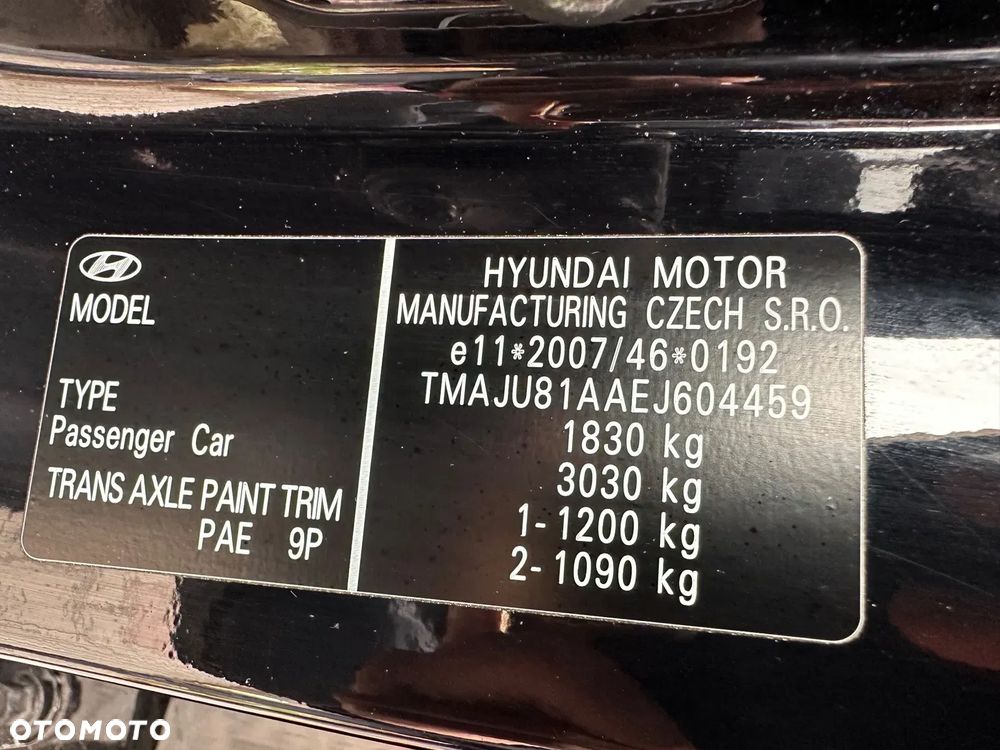 MODEL
TYPE
Passenger Car
TRANS AXLE PAINT TRIM
PAE 9P
HYUNDAI MOTOR
MANUFACTURING CZECH S.R.O.
e11*2007/46*0192
TMAJU81AAEJ604459
1830 kg
3030 kg
1-1200 kg
2-1090 kg
OTOMOTO